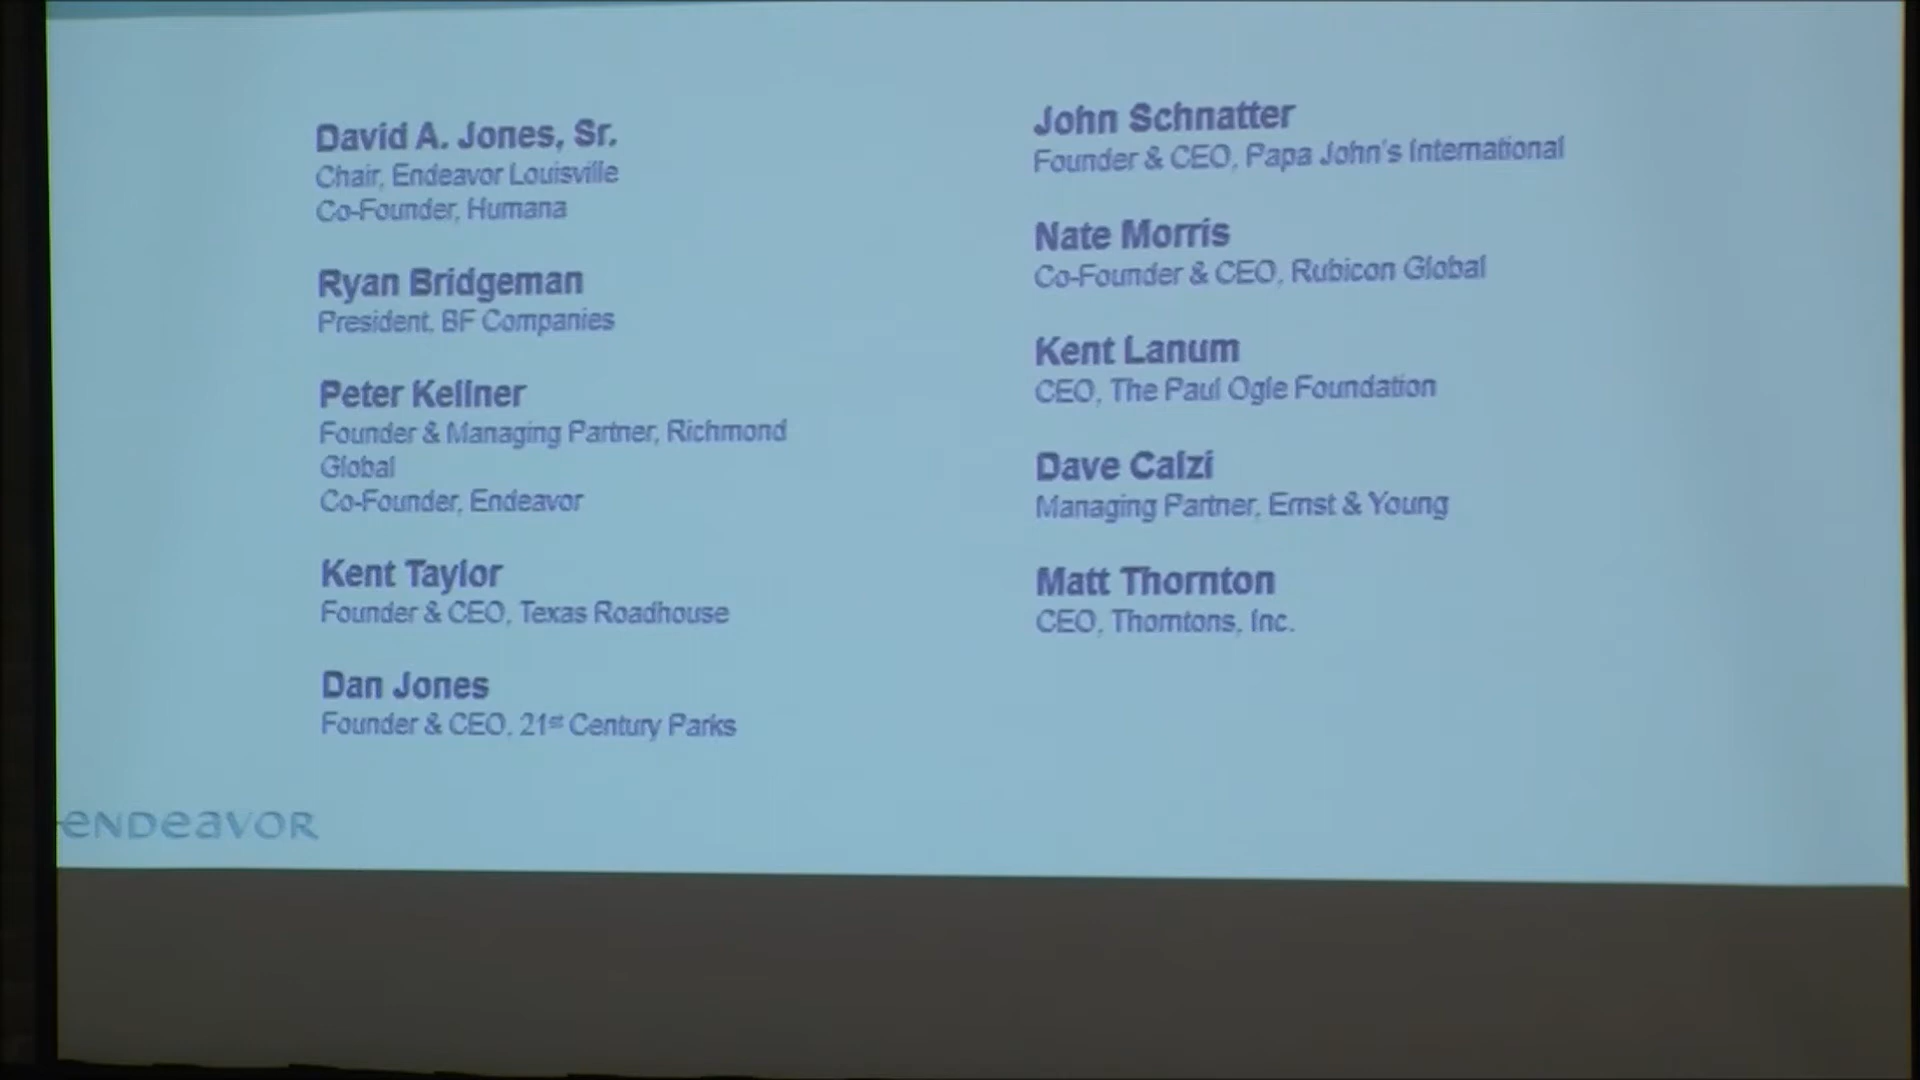 David A. Jones, Sr.
Chair, Endeavor Louisville
Co-Founder, Humana
Ryan Bridgeman
President, BF Companies
Peter Kellner
Founder & Managing Partner, Richmond
Global
Co-Founder, Endeavor
Kent Taylor
Founder & CEO, Texas Roadhouse
Dan Jones
Founder & CEO, 21st Century Parks
John Schnatter
Founder & CEO, Papa John's International
Nate Morris
Co-Founder & CEO, Rubicon Global
Kent Lanum
CEO, The Paul Ogle Foundation
Dave Calzi
Managing Partner, Ernst & Young
Matt Thornton
CEO, Thorntons, Inc.
eNDeavoR